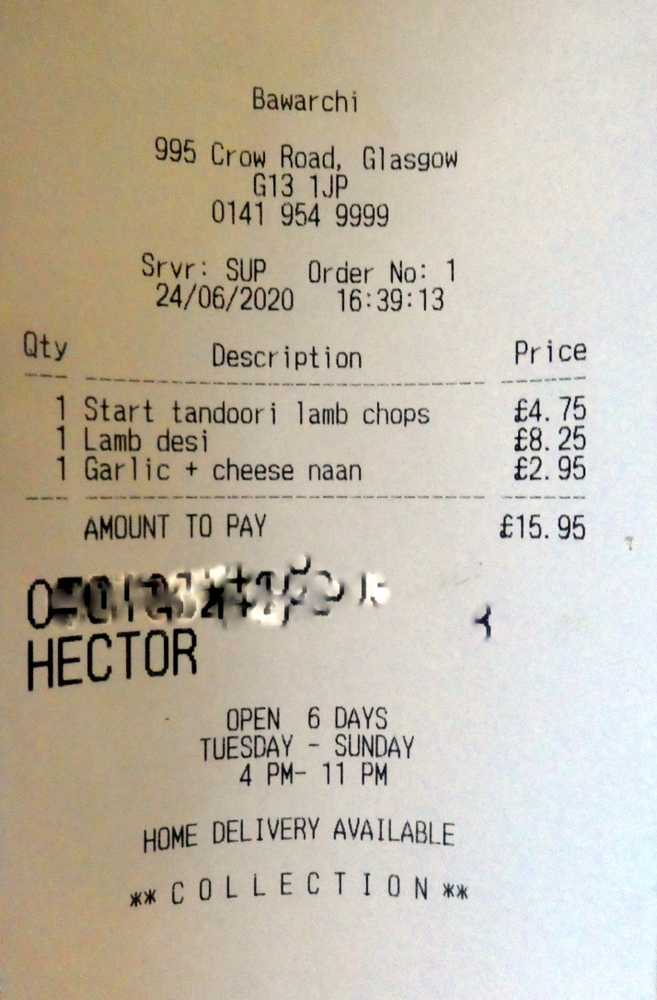 Bawarchi
995 Crow Road, Glasgow
G13 1JP
0141 954 9999
Srvr: SUP Order No: 1
24/06/2020 16:39:13
Qty Description Price
1 Start tandoori lamb chops £4.75
1 Lamb desi £8.25
1 Garlic + cheese naan £2.95
AMOUNT TO PAY £15.95
HECTOR
OPEN 6 DAYS
TUESDAY - SUNDAY
4 PM- 11 PM
HOME DELIVERY AVAILABLE
** C O L L E C T I O N **